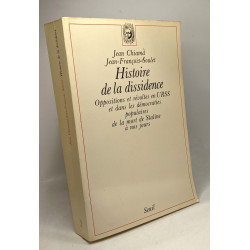 Jean Chiama
Jean-François Soulet
Histoire
de la dissidence
Oppositions et révoltes en URSS
et dans les démocraties
populaires
de la mort de Staline
à nos jours
Seuil